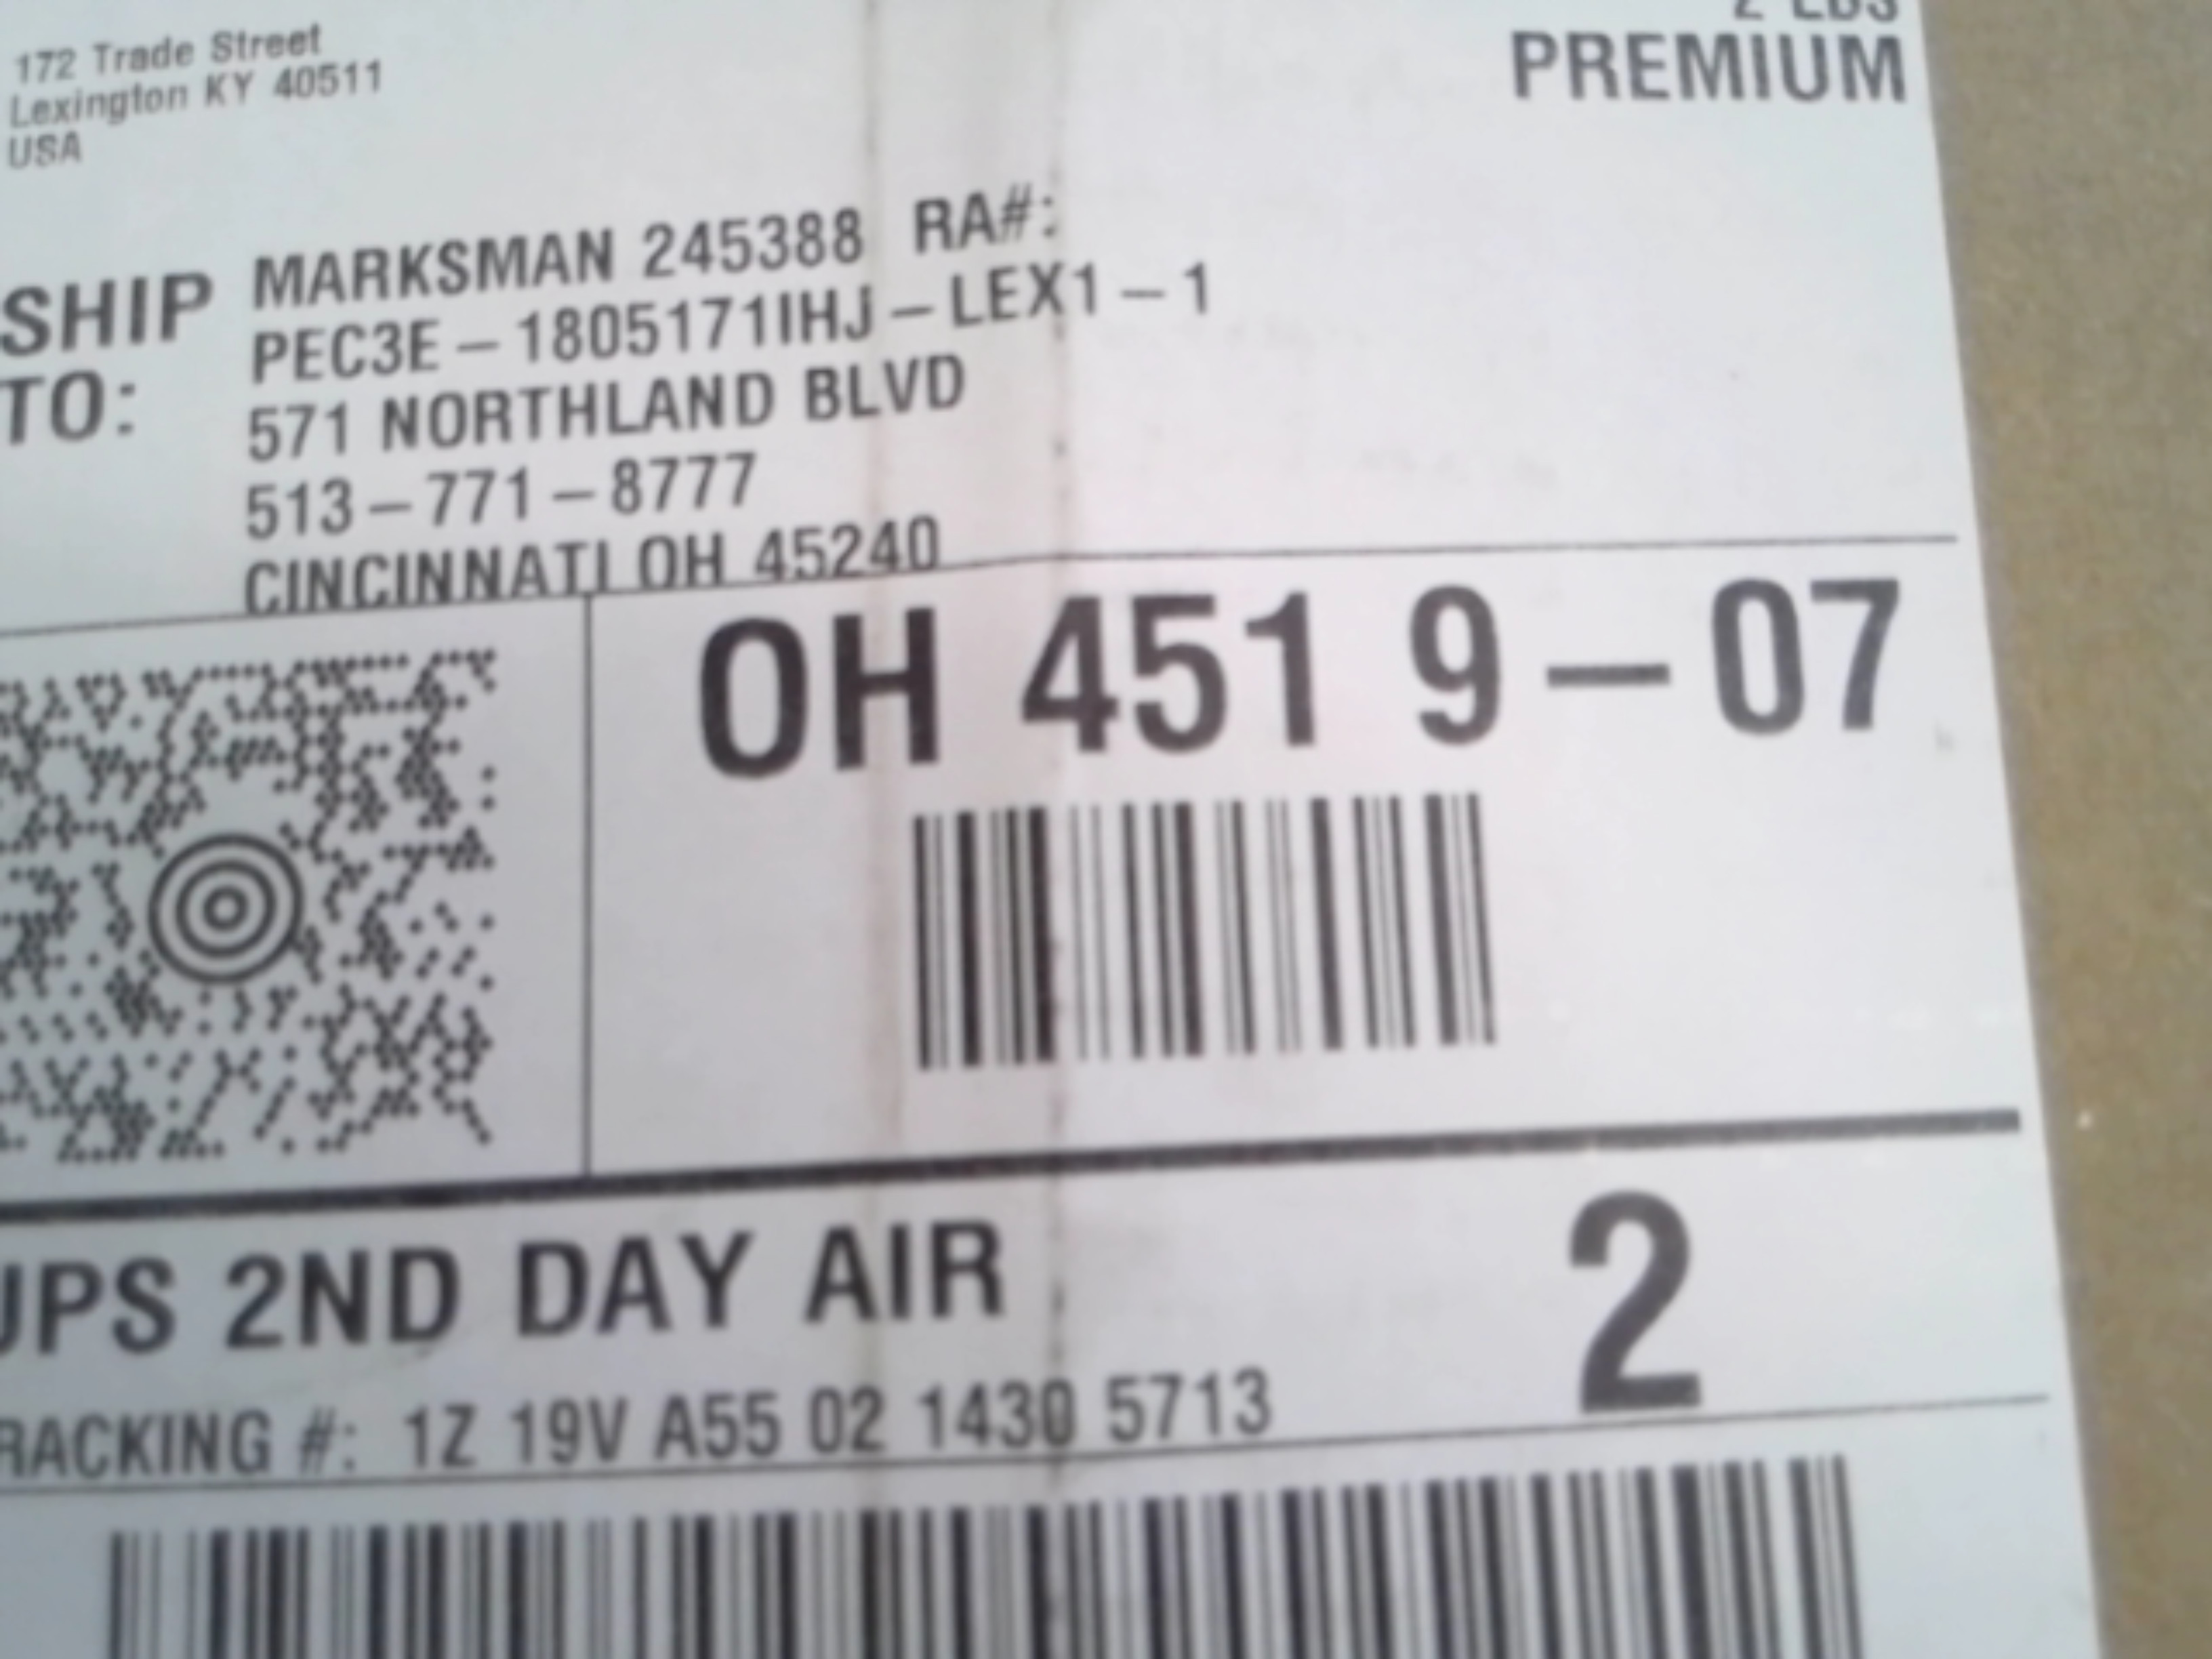 2 LBS
PREMIUM
172 Trade Street
Lexington KY 40511
USA
SHIP TO:
MARKSMAN 245388 RA#:
PEC3E-1805171IHJ-LEX1-1
571 NORTHLAND BLVD
513-771-8777
CINCINNATI OH 45240
OH 451 9-07
UPS 2ND DAY AIR
2
RACKING #: 1Z 19V A55 02 1430 5713